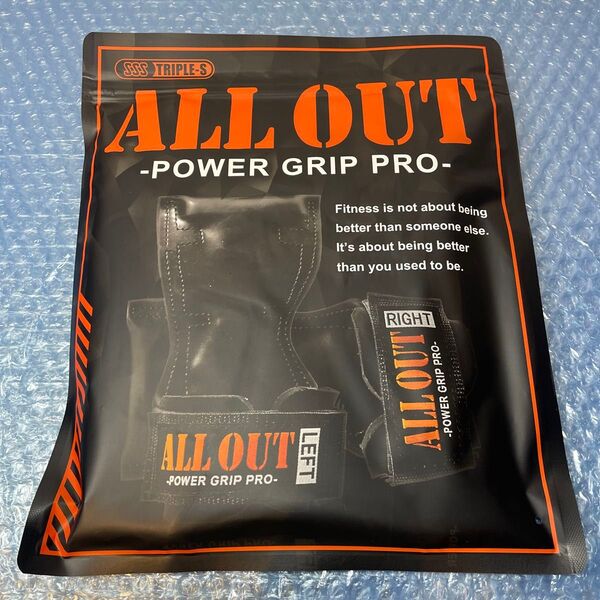 SSS TRIPLE-S
ALL OUT
-POWER GRIP PRO-
Fitness is not about being
better than someone else.
It's about being better
than you used to be.
RIGHT
ALL OUT
-POWER GRIP PRO-
ALL OUT
LEFT
-POWER GRIP PRO-